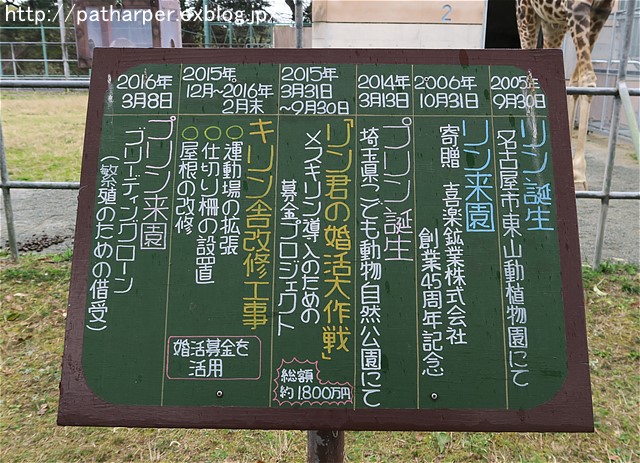 http://patharper.exblog.jp/
2
2005年
9月30日
リン誕生
名古屋市東山動植物園にて
2006年
10月31日
リン来園
寄贈 喜楽鉱業株式会社
創業45周年記念
2014年
3月13日
プリン誕生
埼玉県こども動物自然公園にて
2015年
3月31日
～9月30日
「リン君の婚活大作戦」
メスキリン導入のための
募金プロジェクト
総額
約1800万円
2015年
12月～2016年
2月末
キリン舎改修工事
○運動場の拡張
○仕切り柵の設置
○屋根の改修
婚活募金を
活用
2016年
3月8日
プリン来園
ブリーディングローン
(繁殖のための借受)